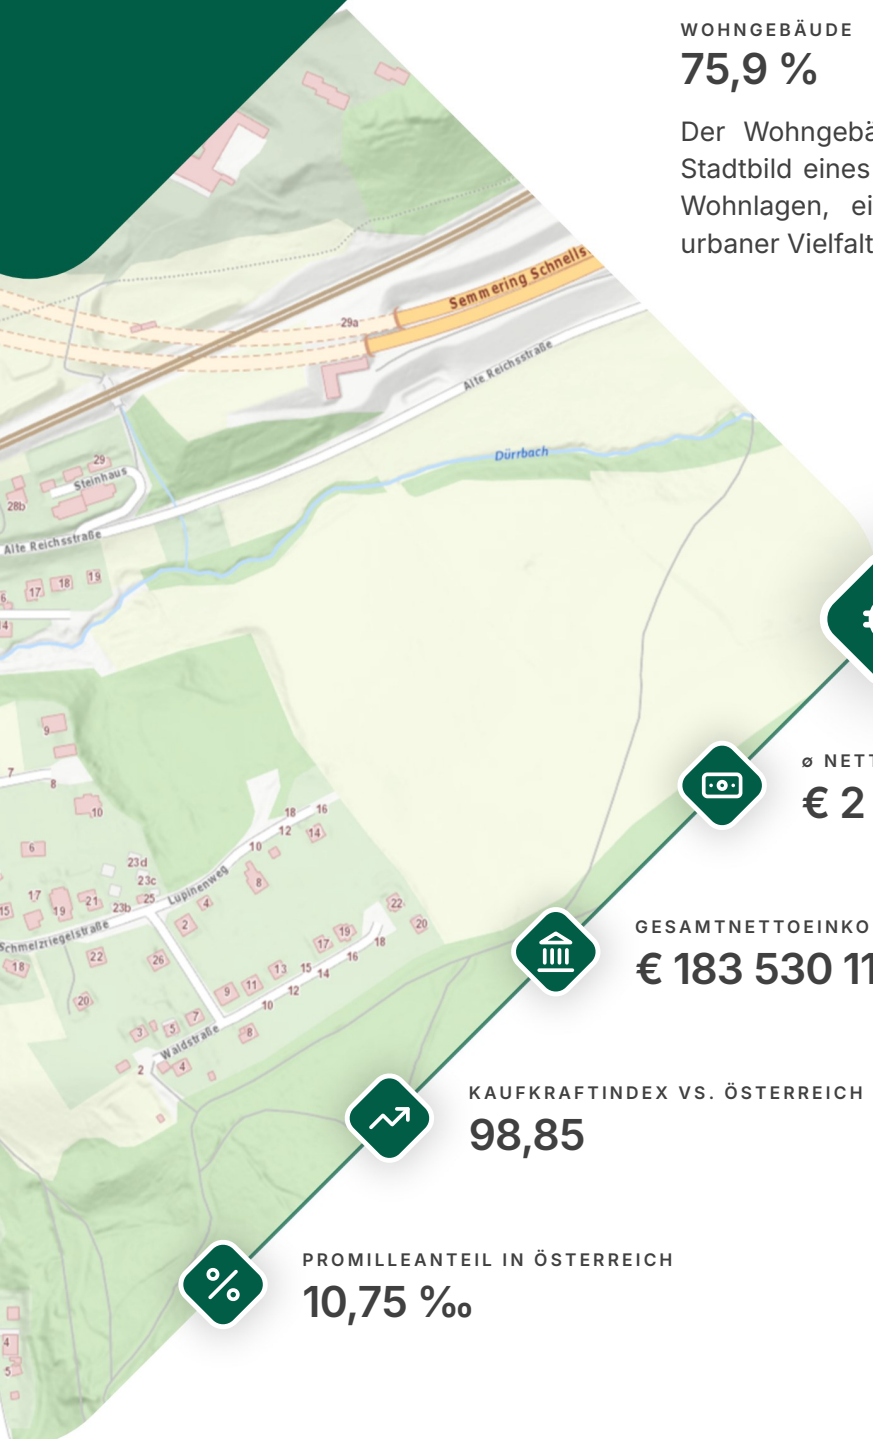 WOHNGEBÄUDE
75,9 %
Der Wohngebä
Stadtbild eines
Wohnlagen, ei
urbaner Vielfalt
Semmering Schnells
29a
Alte Reichsstraße
Dürrbach
29
Steinhaus
28b
Alte Reichsstraße
17 18 19
6
4
9
7
8
10
18 16
12 14
10
6
23d
23c
8
Lupinenweg
17
15 19 21 23b 25
4
2
22
20
Schmelzriegelstraße
19
17
18
18
22
26
16
13 15
14
20
9 11
12
10
3 5 7
8
Waldstraße
2
4
4
5
ø NETT
€ 2
GESAMTNETTOEINKO
€ 183 530 11
KAUFKRAFTINDEX VS. ÖSTERREICH
98,85
PROMILLEANTEIL IN ÖSTERREICH
10,75 ‰